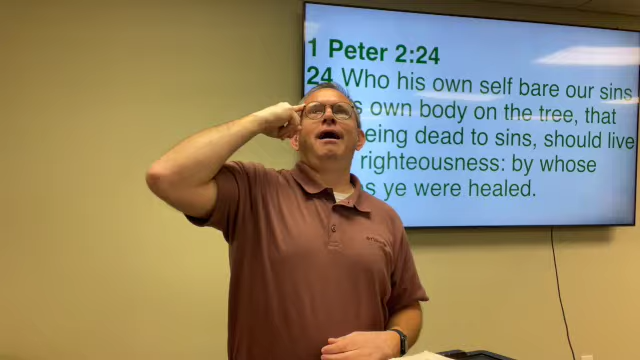 1 Peter 2:24
24 Who his own self bare our sins
own body on the tree, that
being dead to sins, should live
righteousness: by whose
ye were healed.